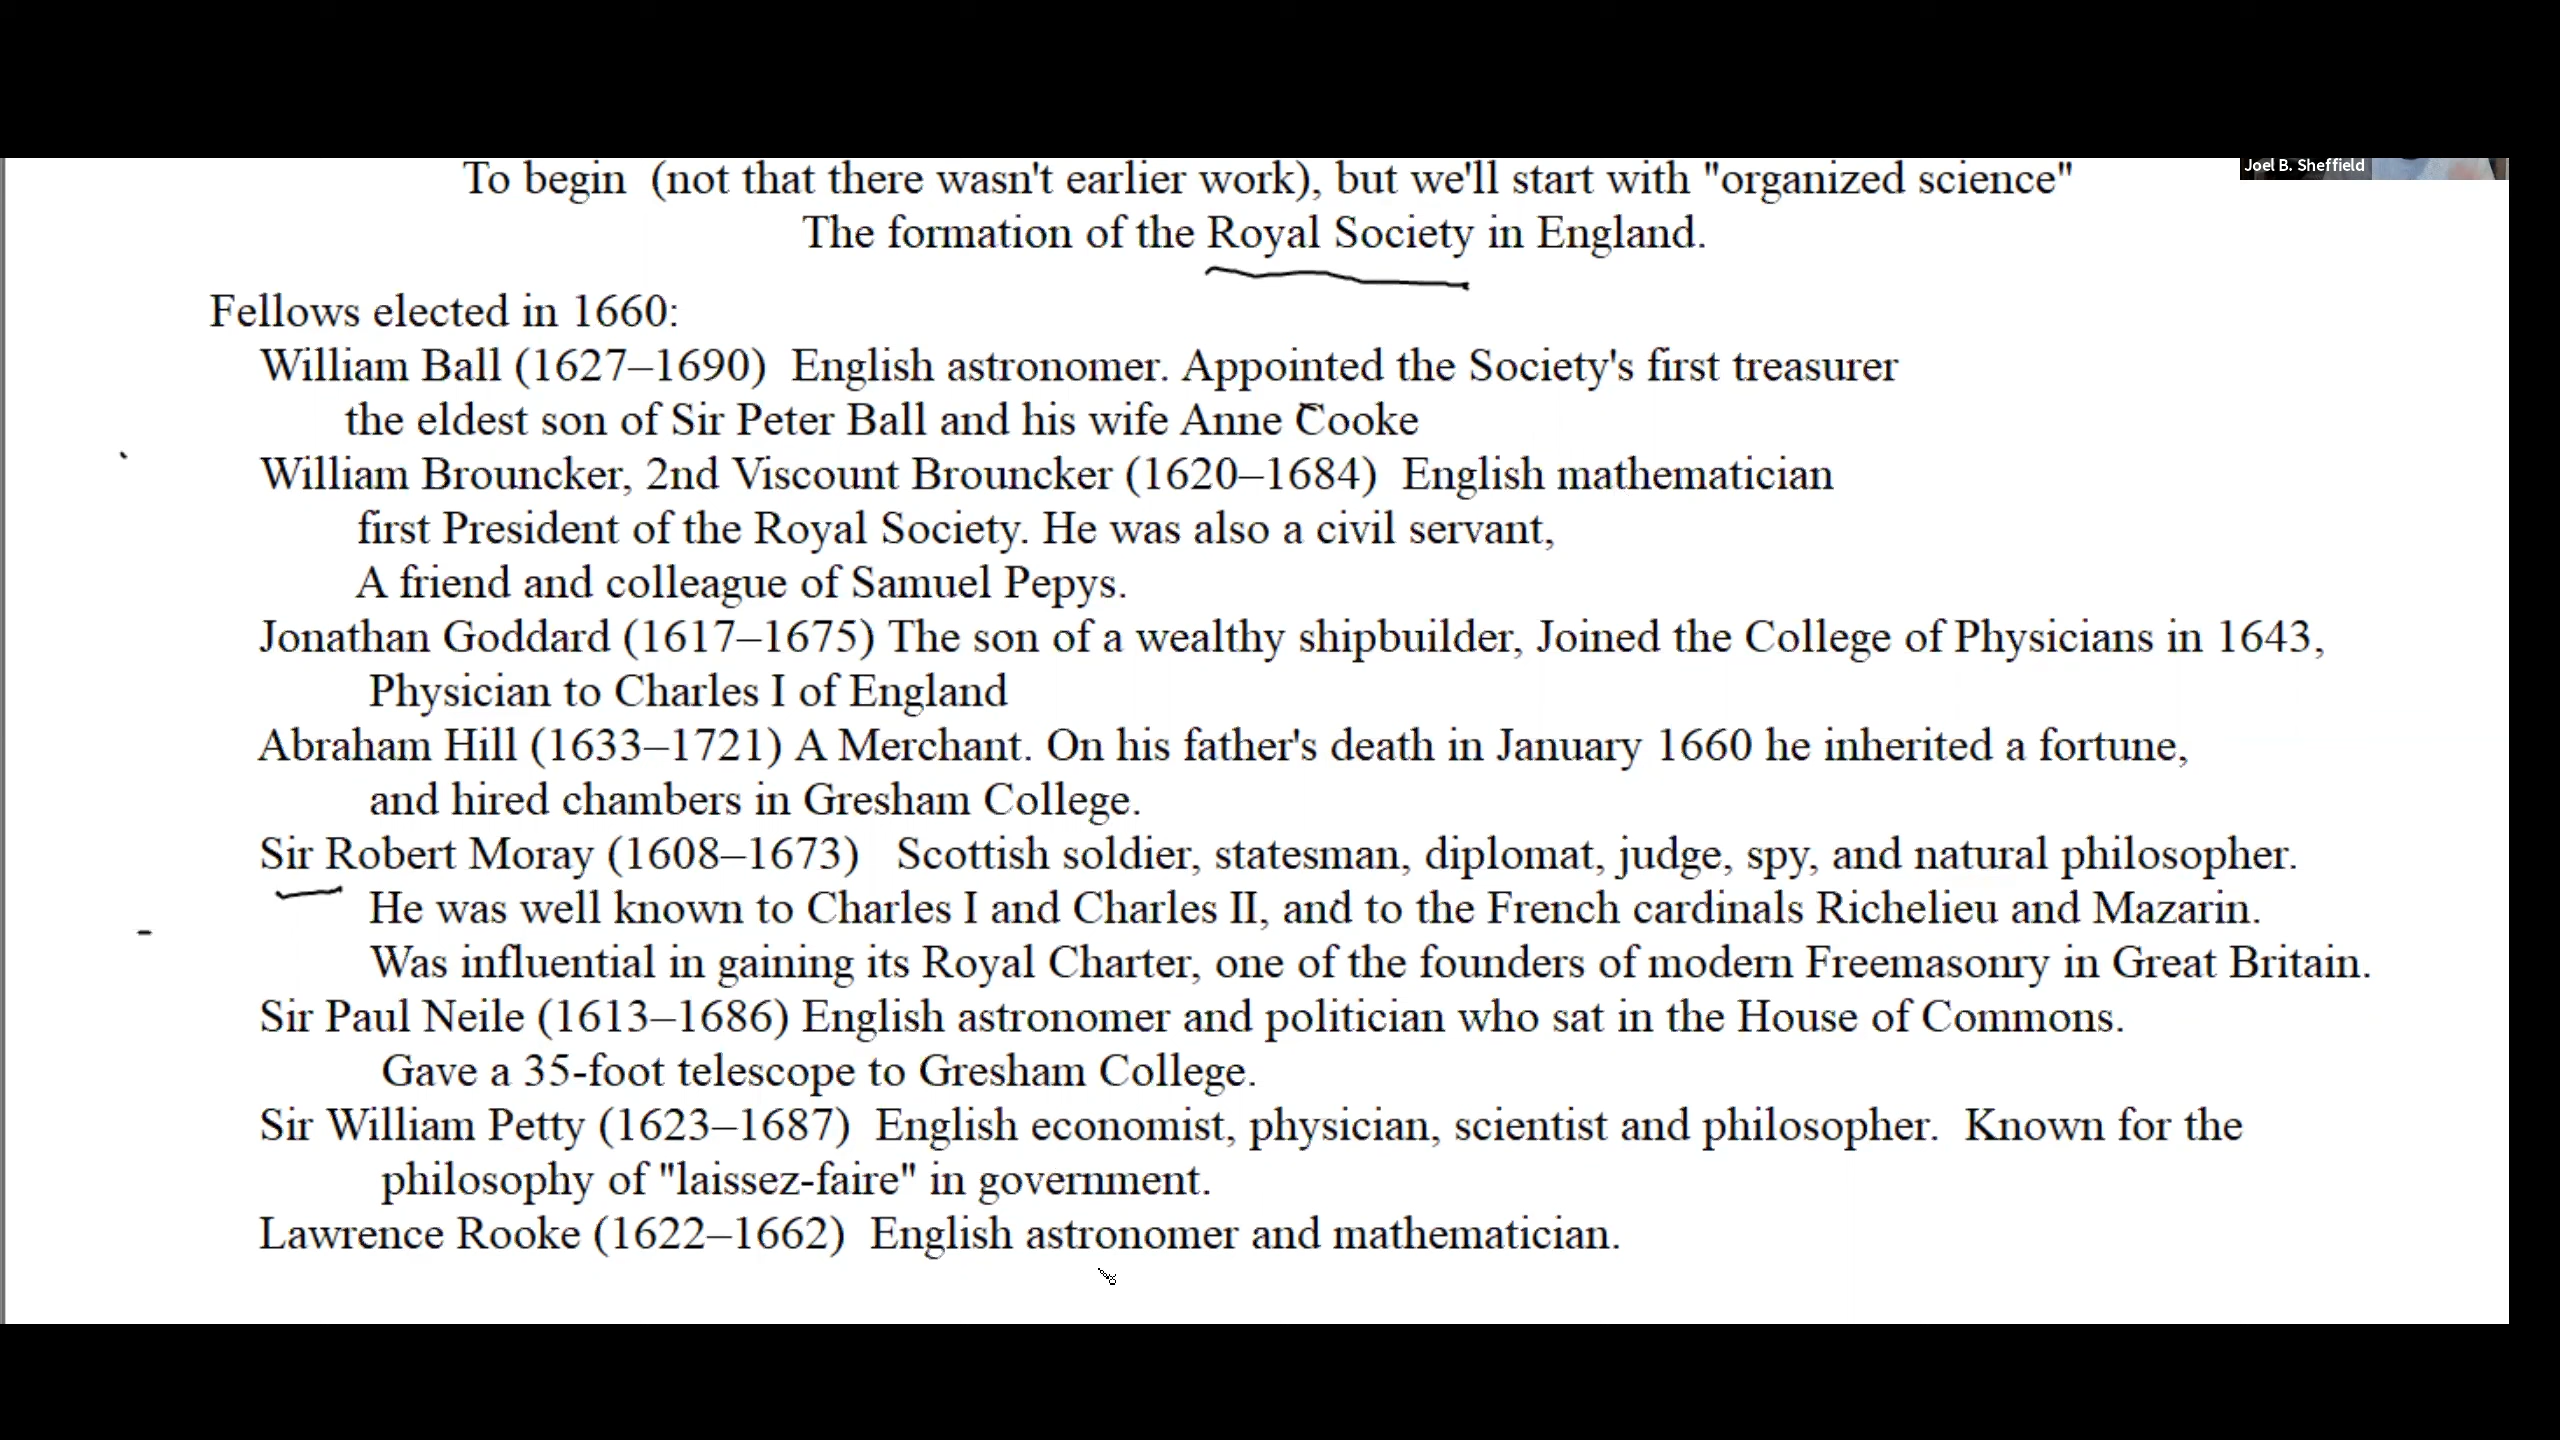 Joel B. Sheffield
To begin  (not that there wasn't earlier work), but we'll start with "organized science"
The formation of the Royal Society in England.
Fellows elected in 1660:
William Ball (1627–1690)  English astronomer. Appointed the Society's first treasurer
the eldest son of Sir Peter Ball and his wife Anne Cooke
William Brouncker, 2nd Viscount Brouncker (1620–1684)  English mathematician
first President of the Royal Society. He was also a civil servant,
A friend and colleague of Samuel Pepys.
Jonathan Goddard (1617–1675) The son of a wealthy shipbuilder, Joined the College of Physicians in 1643,
Physician to Charles I of England
Abraham Hill (1633–1721) A Merchant. On his father's death in January 1660 he inherited a fortune,
and hired chambers in Gresham College.
Sir Robert Moray (1608–1673)   Scottish soldier, statesman, diplomat, judge, spy, and natural philosopher.
He was well known to Charles I and Charles II, and to the French cardinals Richelieu and Mazarin.
Was influential in gaining its Royal Charter, one of the founders of modern Freemasonry in Great Britain.
Sir Paul Neile (1613–1686) English astronomer and politician who sat in the House of Commons.
Gave a 35-foot telescope to Gresham College.
Sir William Petty (1623–1687)  English economist, physician, scientist and philosopher.  Known for the
philosophy of "laissez-faire" in government.
Lawrence Rooke (1622–1662)  English astronomer and mathematician.